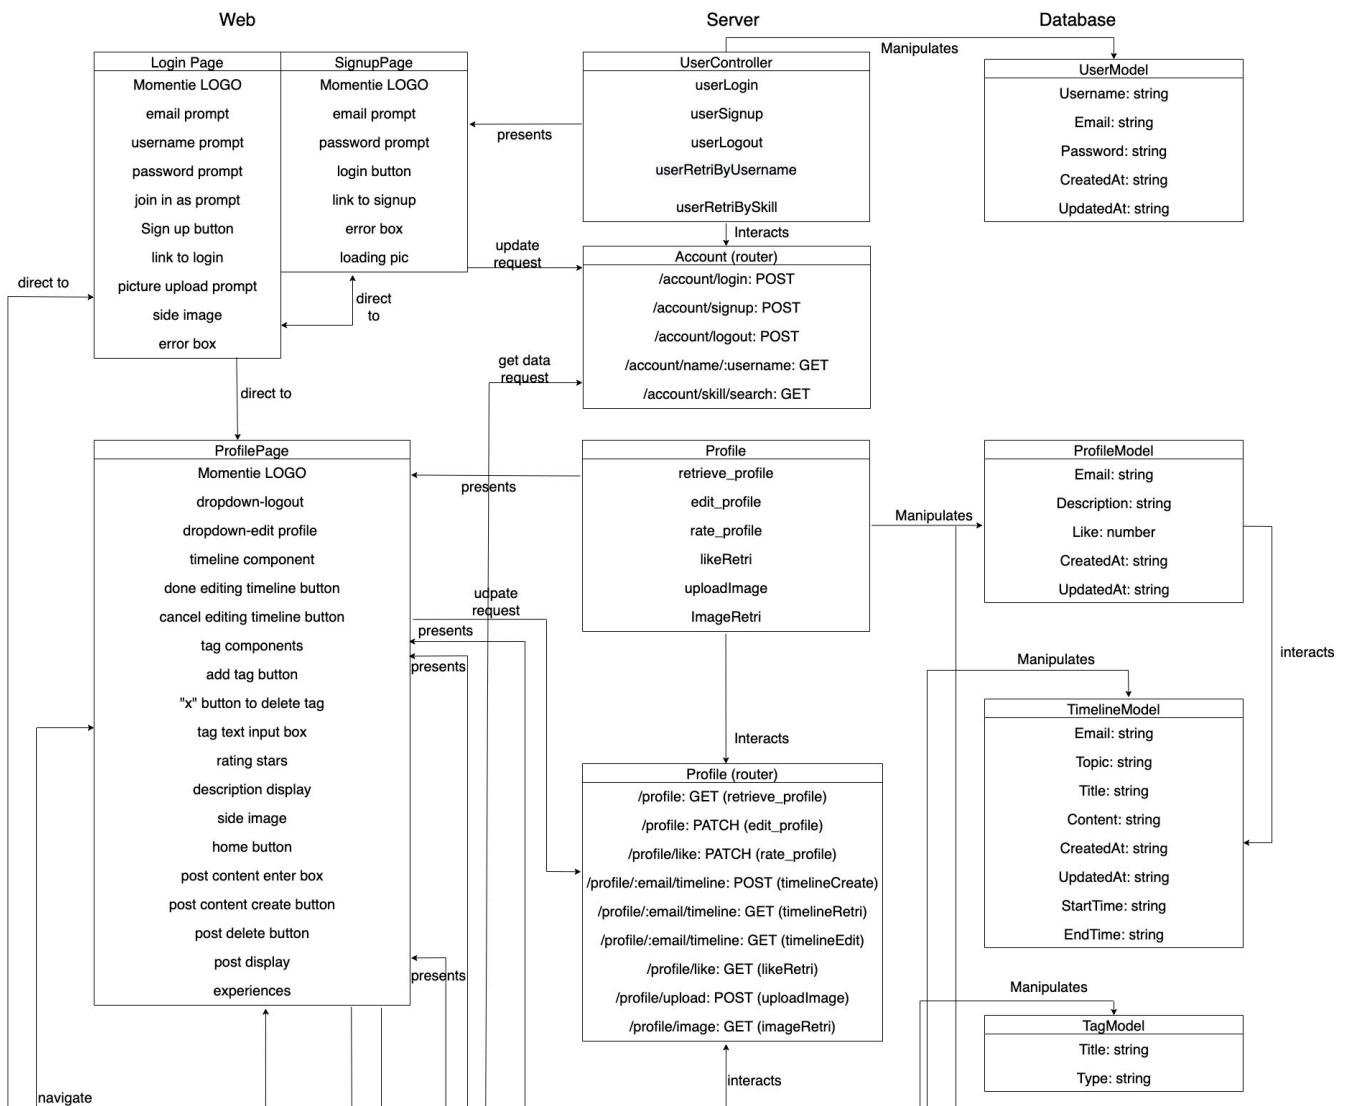 Web
Server
Database
Login Page
Momentie LOGO
email prompt
username prompt
password prompt
join in as prompt
Sign up button
link to login
picture upload prompt
side image
error box
SignupPage
Momentie LOGO
email prompt
password prompt
login button
link to signup
error box
loading pic
direct
to
direct to
direct to
presents
update
request
get data
request
UserController
userLogin
userSignup
userLogout
userRetriByUsername
userRetriBySkill
Interacts
Account (router)
/account/login: POST
/account/signup: POST
/account/logout: POST
/account/name/:username: GET
/account/skill/search: GET
Manipulates
UserModel
Username: string
Email: string
Password: string
CreatedAt: string
UpdatedAt: string
ProfilePage
Momentie LOGO
dropdown-logout
dropdown-edit profile
timeline component
done editing timeline button
cancel editing timeline button
tag components
add tag button
"x" button to delete tag
tag text input box
rating stars
description display
side image
home button
post content enter box
post content create button
post delete button
post display
experiences
navigate
presents
udpate
request
presents
presents
presents
Profile
retrieve_profile
edit_profile
rate_profile
likeRetri
uploadImage
ImageRetri
Interacts
Profile (router)
/profile: GET (retrieve_profile)
/profile: PATCH (edit_profile)
/profile/like: PATCH (rate_profile)
/profile/:email/timeline: POST (timelineCreate)
/profile/:email/timeline: GET (timelineRetri)
/profile/:email/timeline: GET (timelineEdit)
/profile/like: GET (likeRetri)
/profile/upload: POST (uploadImage)
/profile/image: GET (imageRetri)
interacts
Manipulates
ProfileModel
Email: string
Description: string
Like: number
CreatedAt: string
UpdatedAt: string
interacts
Manipulates
TimelineModel
Email: string
Topic: string
Title: string
Content: string
CreatedAt: string
UpdatedAt: string
StartTime: string
EndTime: string
Manipulates
TagModel
Title: string
Type: string